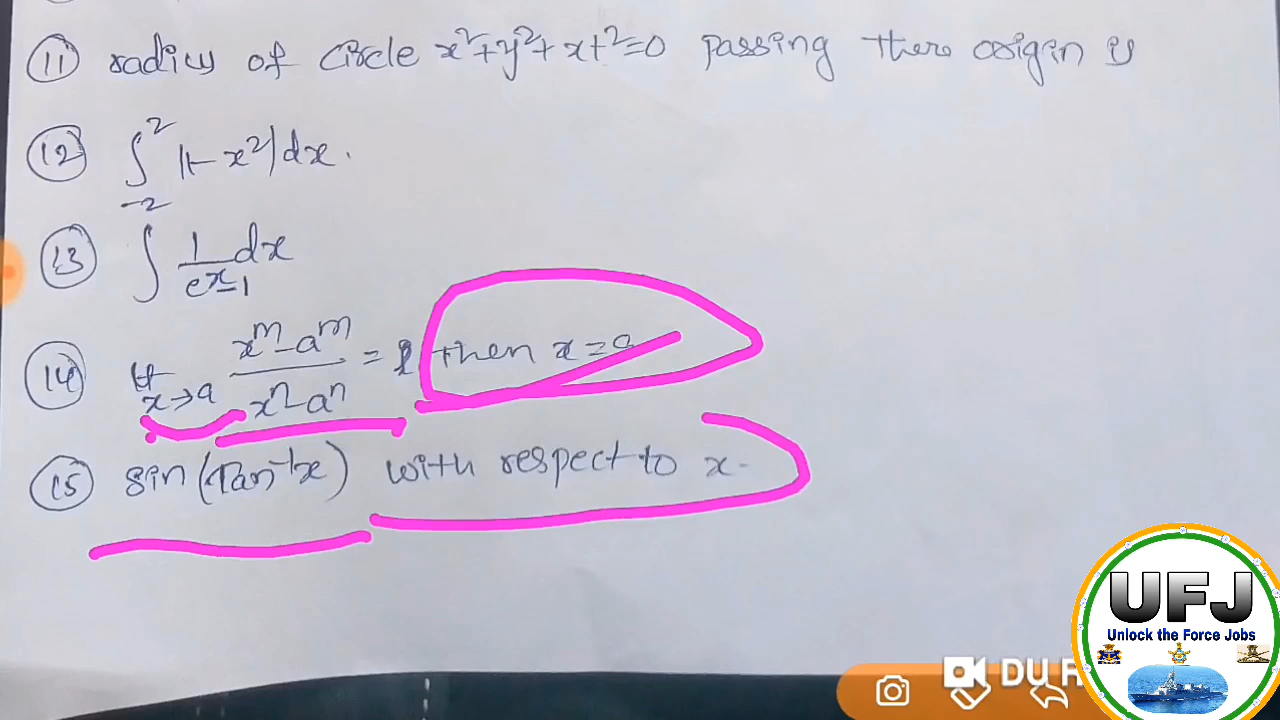 (11) radius of circle x²+y²+x+²=0 passing there origin is
(12) ∫₋₂² |1-x²|dx.
(13) ∫ 1/(eˣ-1) dx
(14) lt x→a (xᵐ-aᵐ)/(xⁿ-aⁿ) = then x=a
(15) sin(Tan⁻¹x) with respect to x.
UFJ
Unlock the Force Jobs